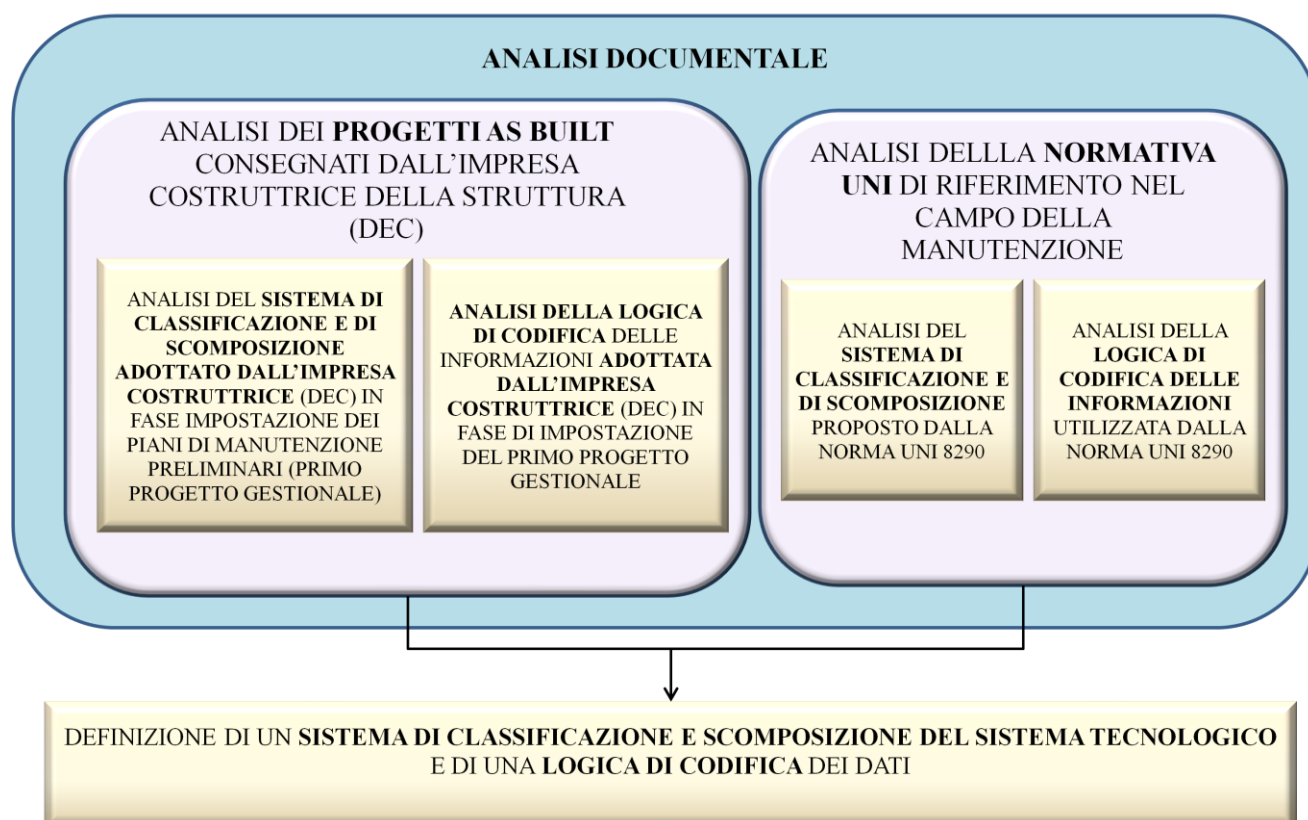 ANALISI DOCUMENTALE
ANALISI DEI PROGETTI AS BUILT
CONSEGNATI DALL'IMPRESA
COSTRUTTRICE DELLA STRUTTURA
(DEC)
ANALISI DEL SISTEMA DI
CLASSIFICAZIONE E DI
SCOMPOSIZIONE
ADOTTATO DALL'IMPRESA
COSTRUTTRICE (DEC) IN
FASE IMPOSTAZIONE DEI
PIANI DI MANUTENZIONE
PRELIMINARI (PRIMO
PROGETTO GESTIONALE)
ANALISI DELLA LOGICA
DI CODIFICA DELLE
INFORMAZIONI ADOTTATA
DALL'IMPRESA
COSTRUTTRICE (DEC) IN
FASE DI IMPOSTAZIONE
DEL PRIMO PROGETTO
GESTIONALE
ANALISI DELLLA NORMATIVA
UNI DI RIFERIMENTO NEL
CAMPO DELLA
MANUTENZIONE
ANALISI DEL
SISTEMA DI
CLASSIFICAZIONE E
DI SCOMPOSIZIONE
PROPOSTO DALLA
NORMA UNI 8290
ANALISI DELLA
LOGICA DI
CODIFICA DELLE
INFORMAZIONI
UTILIZZATA DALLA
NORMA UNI 8290
DEFINIZIONE DI UN SISTEMA DI CLASSIFICAZIONE E SCOMPOSIZIONE DEL SISTEMA TECNOLOGICO
E DI UNA LOGICA DI CODIFICA DEI DATI